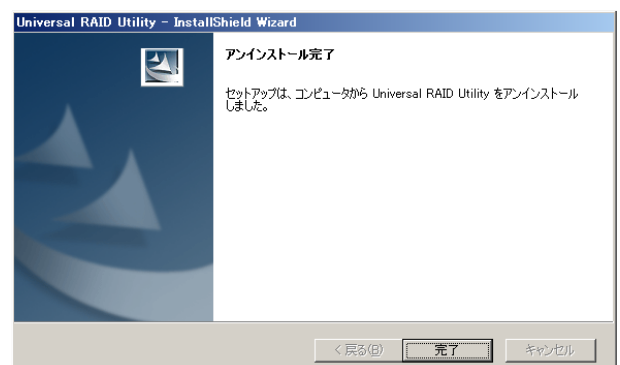 Universal RAID Utility - InstallShield Wizard
アンインストール完了
セットアップは、コンピュータから Universal RAID Utility をアンインストール
しました。
< 戻る(B)
完了
キャンセル